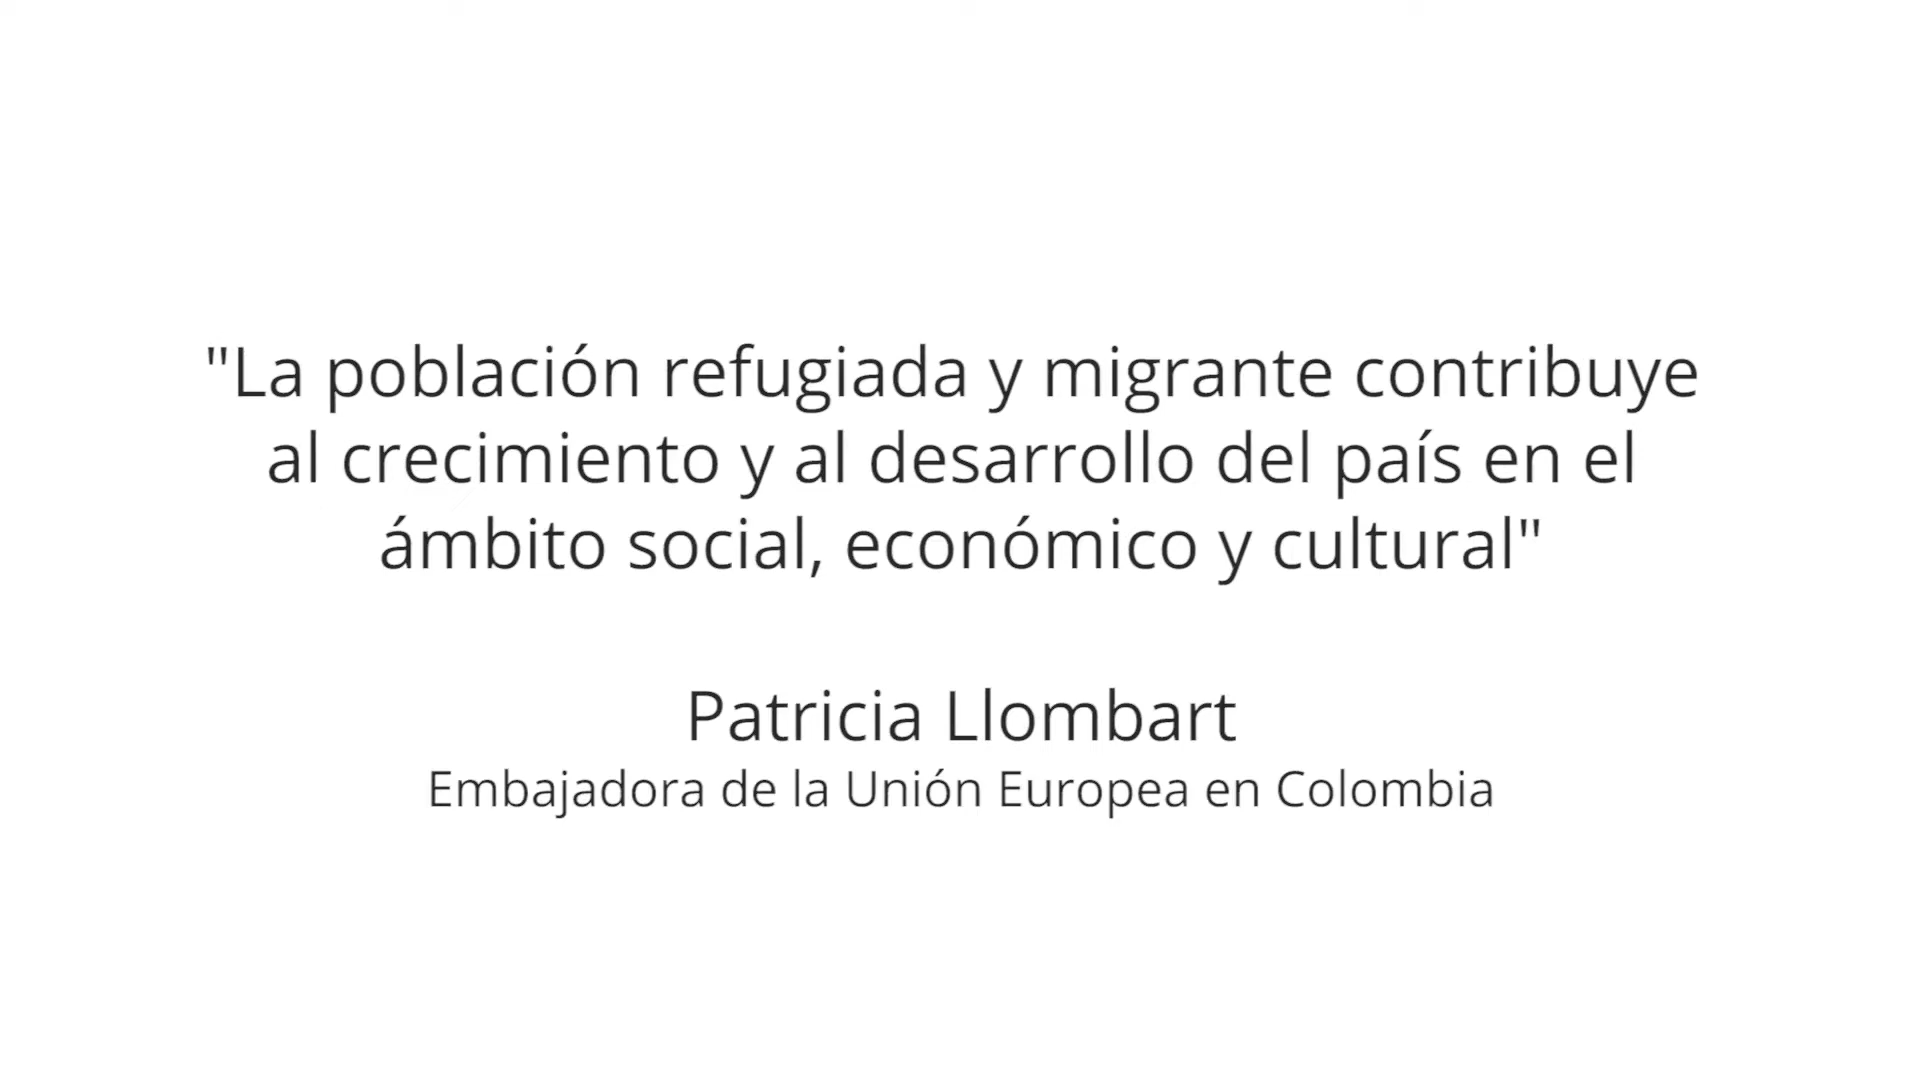 "La población refugiada y migrante contribuye
al crecimiento y al desarrollo del país en el
ámbito social, económico y cultural"
Patricia Llombart
Embajadora de la Unión Europea en Colombia